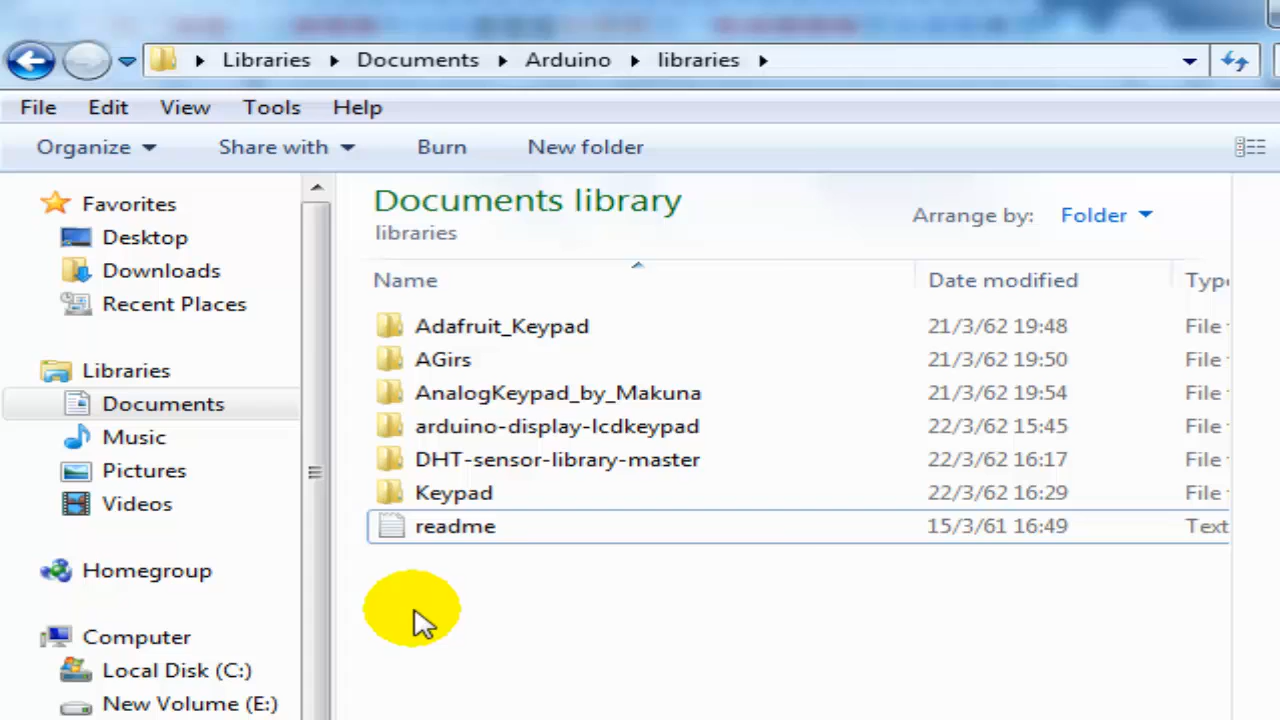 Libraries Documents Arduino libraries
File Edit View Tools Help
Organize Share with Burn New folder
Favorites
Desktop
Downloads
Recent Places
Libraries
Documents
Music
Pictures
Videos
Homegroup
Computer
Local Disk (C:)
New Volume (E:)
Documents library
libraries
Arrange by: Folder
Name Date modified
Adafruit_Keypad 21/3/62 19:48 File
AGirs 21/3/62 19:50 File
AnalogKeypad_by_Makuna 21/3/62 19:54 File
arduino-display-lcdkeypad 22/3/62 15:45 File
DHT-sensor-library-master 22/3/62 16:17 File
Keypad 22/3/62 16:29 File
readme 15/3/61 16:49 Text